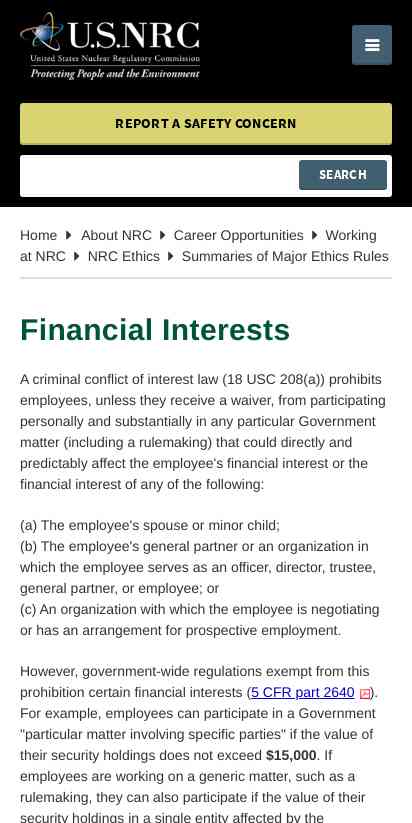 U.S.NRC
United States Nuclear Regulatory Commission
Protecting People and the Environment
REPORT A SAFETY CONCERN
SEARCH
Home About NRC Career Opportunities Working
at NRC NRC Ethics Summaries of Major Ethics Rules
Financial Interests
A criminal conflict of interest law (18 USC 208(a)) prohibits
employees, unless they receive a waiver, from participating
personally and substantially in any particular Government
matter (including a rulemaking) that could directly and
predictably affect the employee's financial interest or the
financial interest of any of the following:
(a) The employee's spouse or minor child;
(b) The employee's general partner or an organization in
which the employee serves as an officer, director, trustee,
general partner, or employee; or
(c) An organization with which the employee is negotiating
or has an arrangement for prospective employment.
However, government-wide regulations exempt from this
prohibition certain financial interests (5 CFR part 2640 ).
For example, employees can participate in a Government
"particular matter involving specific parties" if the value of
their security holdings does not exceed $15,000. If
employees are working on a generic matter, such as a
rulemaking, they can also participate if the value of their
security holdings in a single entity affected by the